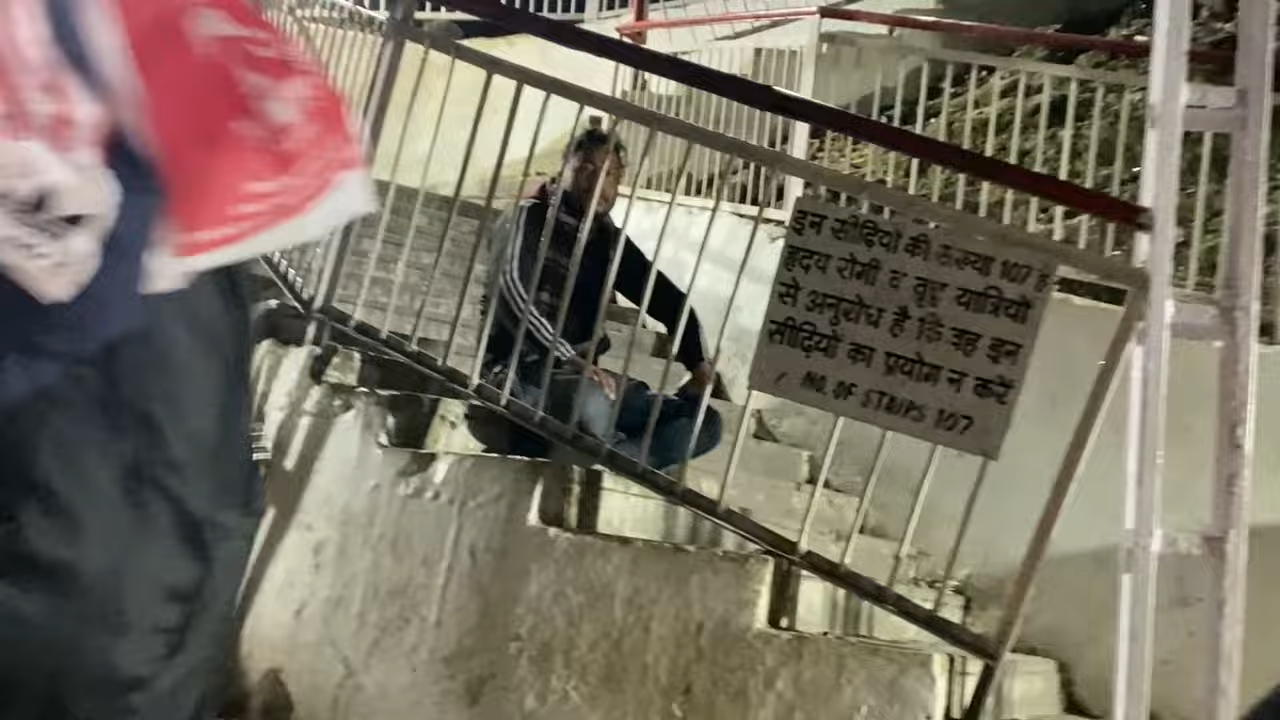 इन सीढ़ियों की संख्या 107 है
हृदय रोगी व वृद्ध यात्रियों
से अनुरोध है कि वह इन
सीढ़ियों का प्रयोग न करें
NO. OF STAIRS 107